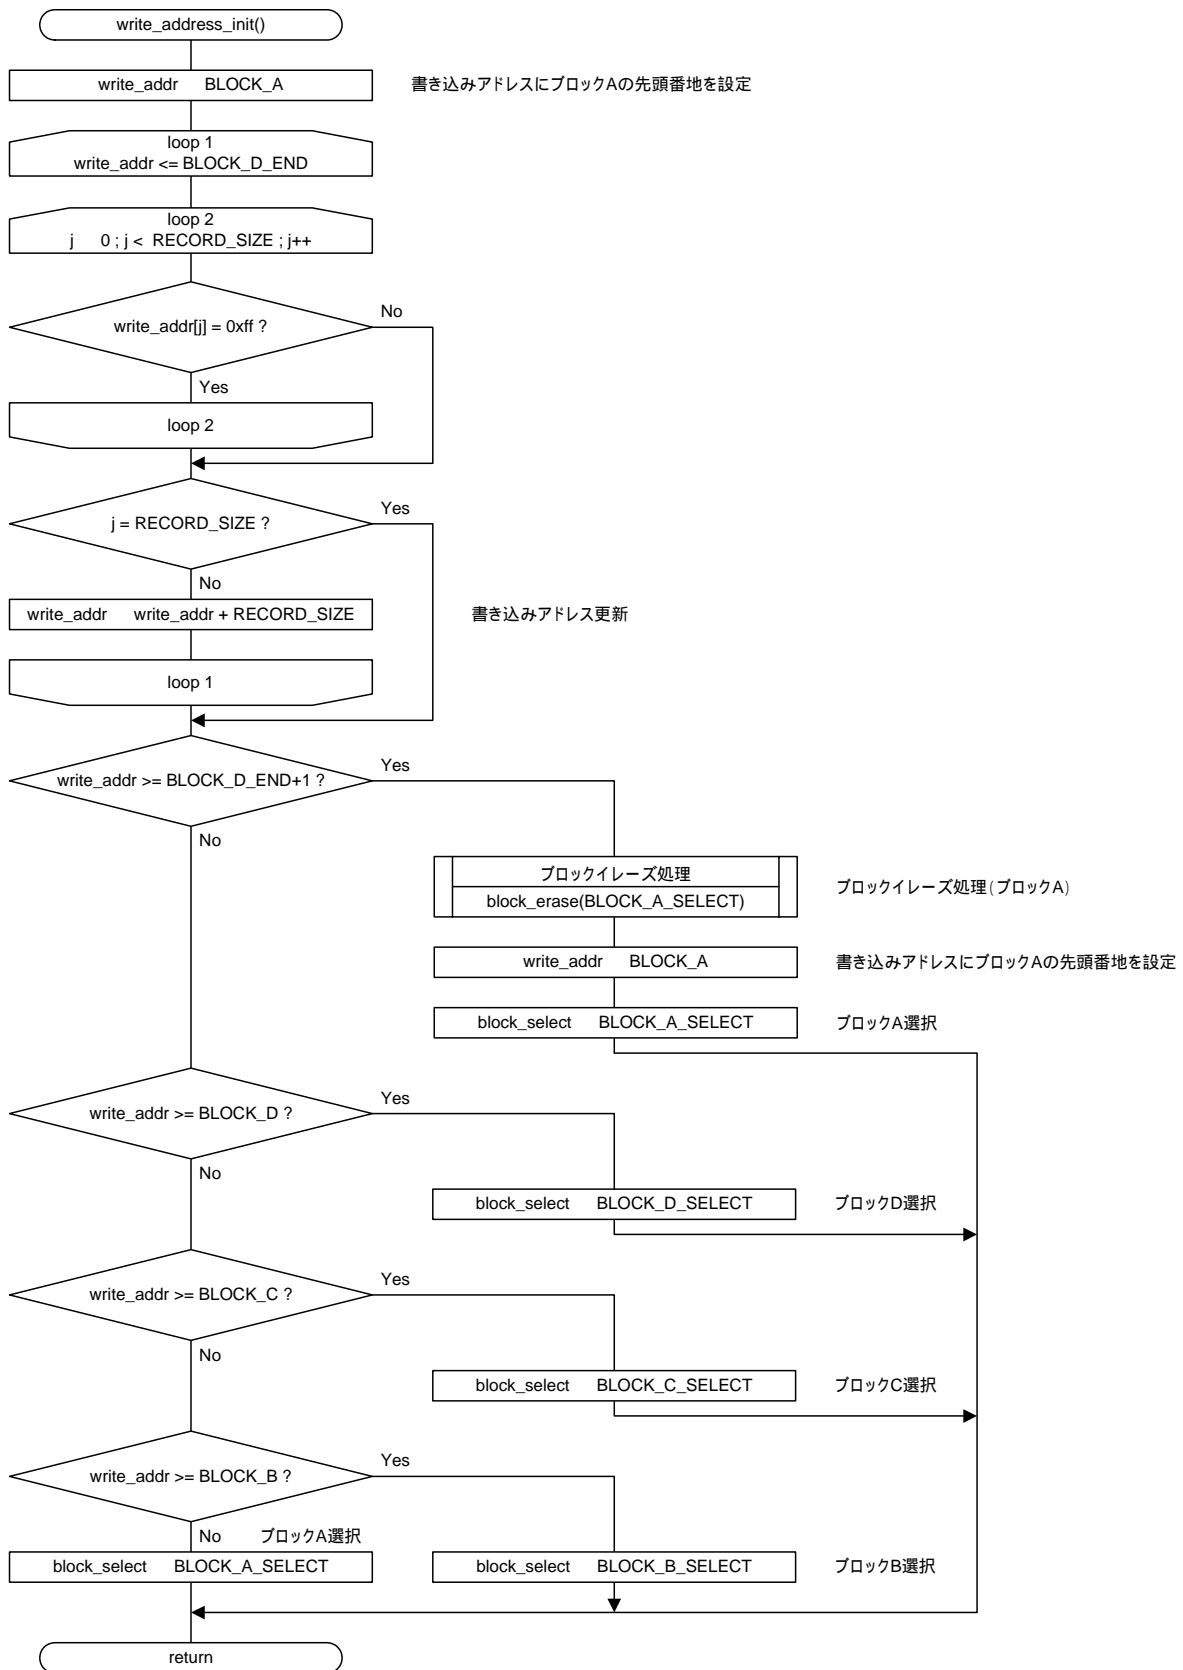 write_address_init()
write_addr BLOCK_A
書き込みアドレスにブロックAの先頭番地を設定
loop 1
write_addr <= BLOCK_D_END
loop 2
j 0 ; j < RECORD_SIZE ; j++
write_addr[j] = 0xff ?
No
Yes
loop 2
j = RECORD_SIZE ?
Yes
No
write_addr write_addr + RECORD_SIZE
書き込みアドレス更新
loop 1
write_addr >= BLOCK_D_END+1 ?
Yes
No
ブロックイレーズ処理
block_erase(BLOCK_A_SELECT)
ブロックイレーズ処理(ブロックA)
write_addr BLOCK_A
書き込みアドレスにブロックAの先頭番地を設定
block_select BLOCK_A_SELECT
ブロックA選択
write_addr >= BLOCK_D ?
Yes
No
block_select BLOCK_D_SELECT
ブロックD選択
write_addr >= BLOCK_C ?
Yes
No
block_select BLOCK_C_SELECT
ブロックC選択
write_addr >= BLOCK_B ?
Yes
No
ブロックA選択
block_select BLOCK_A_SELECT
block_select BLOCK_B_SELECT
ブロックB選択
return